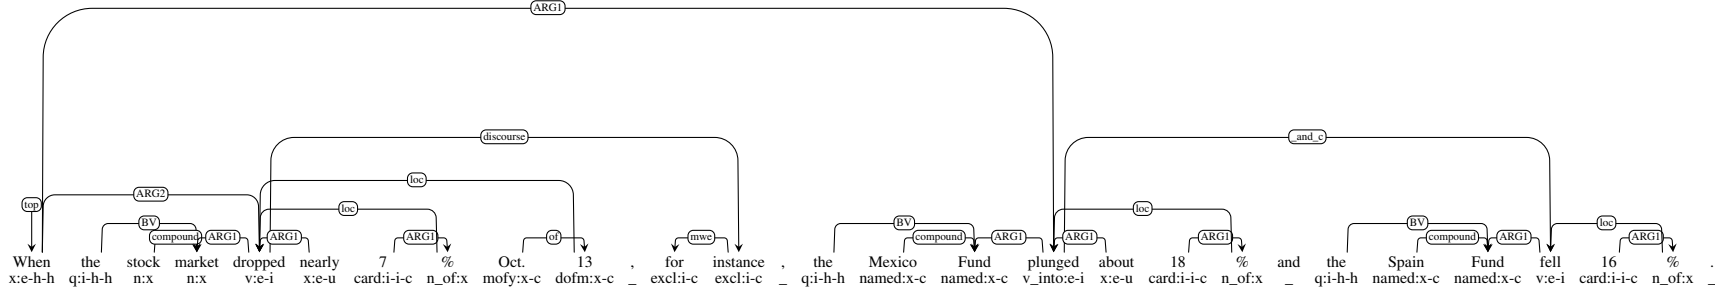 ARG1
discourse _and_c
loc
ARG2
top loc loc
BV BV BV loc
compound ARG1 ARG1 ARG1 of mwe compound ARG1 ARG1 ARG1 compound ARG1 ARG1
When the stock market dropped nearly 7 % Oct. 13 , for instance , the Mexico Fund plunged about 18 % and the Spain Fund fell 16 % .
x:e-h-h q:i-h-h n:x n:x v:e-i x:e-u card:i-i-c n_of:x mofy:x-c dofm:x-c _ excl:i-c excl:i-c _ q:i-h-h named:x-c named:x-c v_into:e-i x:e-u card:i-i-c n_of:x _ q:i-h-h named:x-c named:x-c v:e-i card:i-i-c n_of:x _